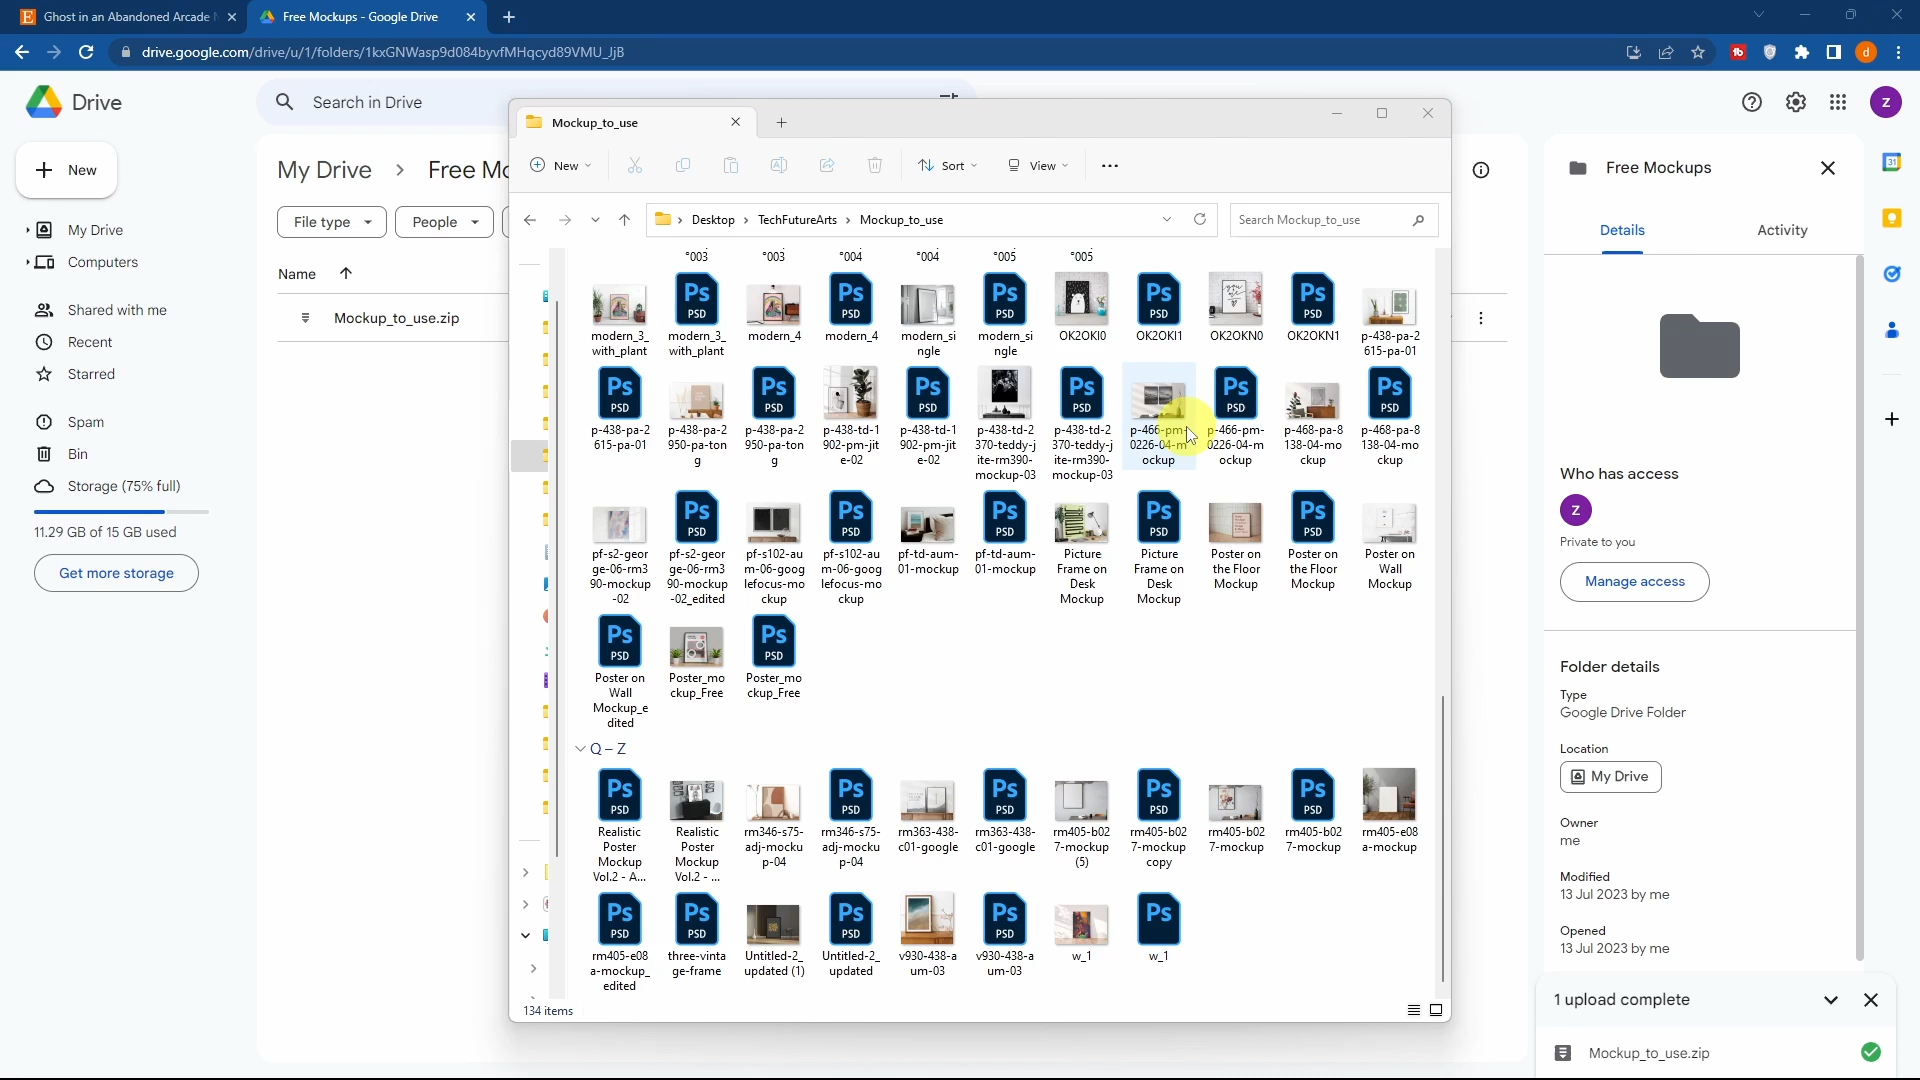 Ghost in an Abandoned Arcade
Free Mockups - Google Drive
drive.google.com/drive/u/1/folders/1kxGNWasp9d084byvfMHqcyd89VMU_JjB
Drive
Search in Drive
New
My Drive
Computers
Shared with me
Recent
Starred
Spam
Bin
Storage (75% full)
11.29 GB of 15 GB used
Get more storage
My Drive > Free Mo
File type
People
Name
Mockup_to_use.zip
Mockup_to_use
New
Sort
View
Desktop > TechFutureArts > Mockup_to_use
Search Mockup_to_use
°003 °003 °004 °004 °005 °005
modern_3_with_plant
modern_3_with_plant
modern_4
modern_4
modern_single
modern_single
OK2OKI0
OK2OKI1
OK2OKN0
OK2OKN1
p-438-pa-2615-pa-01
p-438-pa-2615-pa-01
p-438-pa-2950-pa-tong
p-438-pa-2950-pa-tong
p-438-td-1902-pm-jite-02
p-438-td-1902-pm-jite-02
p-438-td-2370-teddy-jite-rm390-mockup-03
p-438-td-2370-teddy-jite-rm390-mockup-03
p-466-pm-0226-04-mockup
p-466-pm-0226-04-mockup
p-468-pa-8138-04-mockup
p-468-pa-8138-04-mockup
pf-s2-george-06-rm390-mockup-02
pf-s2-george-06-rm390-mockup-02_edited
pf-s102-aum-06-googlefocus-mockup
pf-s102-aum-06-googlefocus-mockup
pf-td-aum-01-mockup
pf-td-aum-01-mockup
Picture Frame on Desk Mockup
Picture Frame on Desk Mockup
Poster on the Floor Mockup
Poster on the Floor Mockup
Poster on Wall Mockup
Poster on Wall Mockup_edited
Poster_mockup_Free
Poster_mockup_Free
Q – Z
Realistic Poster Mockup Vol.2 - A...
Realistic Poster Mockup Vol.2 - ...
rm346-s75-adj-mockup-04
rm346-s75-adj-mockup-04
rm363-438-c01-google
rm363-438-c01-google
rm405-b027-mockup (5)
rm405-b027-mockup copy
rm405-b027-mockup
rm405-b027-mockup
rm405-e08a-mockup
rm405-e08a-mockup_edited
three-vintage-frame
Untitled-2_updated (1)
Untitled-2_updated
v930-438-aum-03
v930-438-aum-03
w_1
w_1
134 items
Free Mockups
Details
Activity
Who has access
Z
Private to you
Manage access
Folder details
Type
Google Drive Folder
Location
My Drive
Owner
me
Modified
13 Jul 2023 by me
Opened
13 Jul 2023 by me
1 upload complete
Mockup_to_use.zip